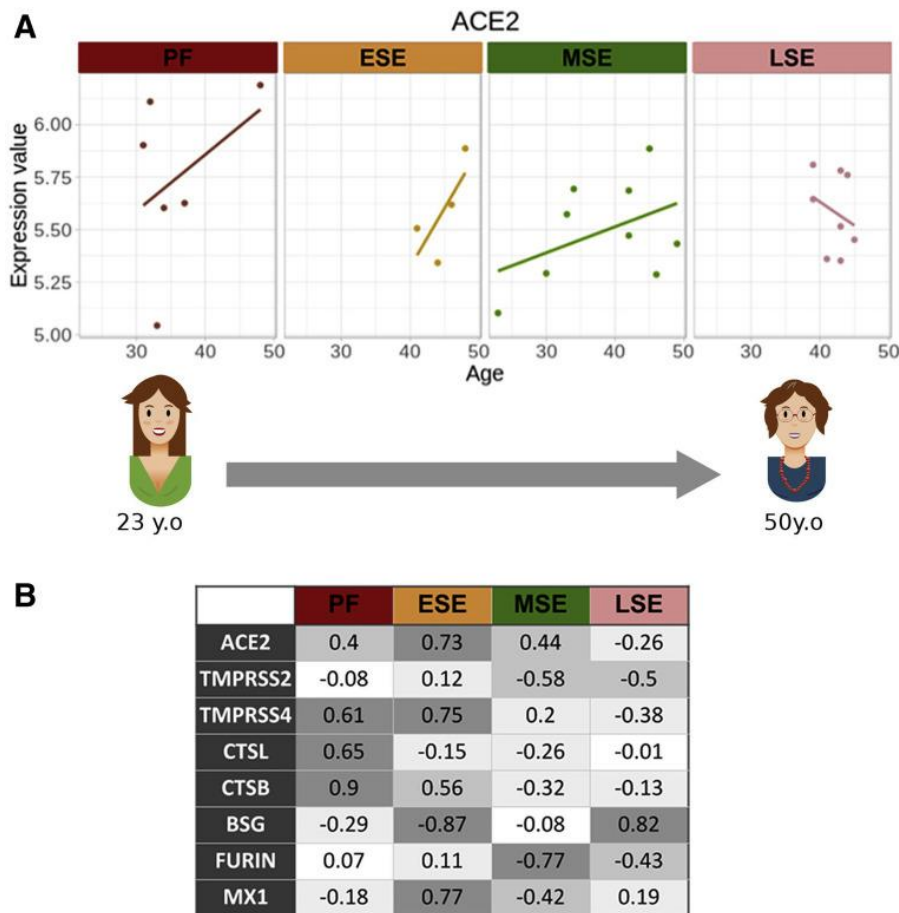 A
ACE2
PF ESE MSE LSE
Expression value
6.00
5.75
5.50
5.25
5.00
30 40 50 30 40 50 30 40 50 30 40 50
Age
23 y.o 50y.o
B
PF ESE MSE LSE
ACE2 0.4 0.73 0.44 -0.26
TMPRSS2 -0.08 0.12 -0.58 -0.5
TMPRSS4 0.61 0.75 0.2 -0.38
CTSL 0.65 -0.15 -0.26 -0.01
CTSB 0.9 0.56 -0.32 -0.13
BSG -0.29 -0.87 -0.08 0.82
FURIN 0.07 0.11 -0.77 -0.43
MX1 -0.18 0.77 -0.42 0.19